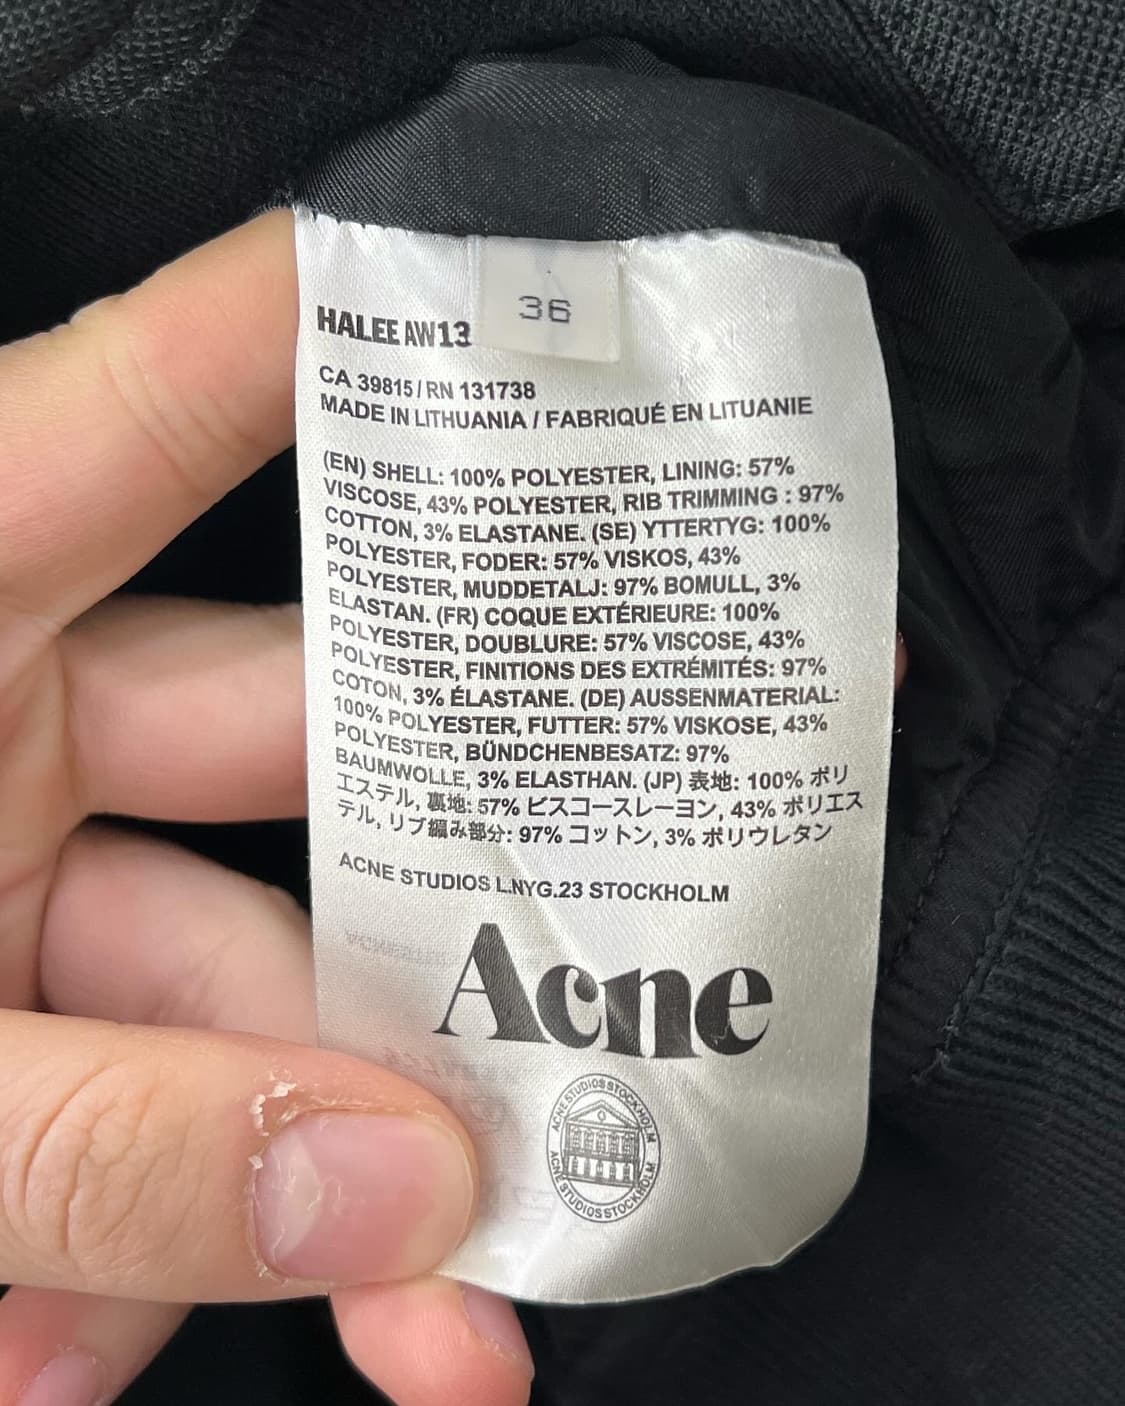 36
HALEE AW13
CA 39815 / RN 131738
MADE IN LITHUANIA / FABRIQUÉ EN LITUANIE
(EN) SHELL: 100% POLYESTER, LINING: 57%
VISCOSE, 43% POLYESTER, RIB TRIMMING : 97%
COTTON, 3% ELASTANE. (SE) YTTERTYG: 100%
POLYESTER, FODER: 57% VISKOS, 43%
POLYESTER, MUDDETALJ: 97% BOMULL, 3%
ELASTAN. (FR) COQUE EXTÉRIEURE: 100%
POLYESTER, DOUBLURE: 57% VISCOSE, 43%
POLYESTER, FINITIONS DES EXTRÉMITÉS: 97%
COTON, 3% ÉLASTANE. (DE) AUSSENMATERIAL:
100% POLYESTER, FUTTER: 57% VISKOSE, 43%
POLYESTER, BÜNDCHENBESATZ: 97%
BAUMWOLLE, 3% ELASTHAN. (JP) 表地: 100% ポリ
エステル, 裏地: 57% ビスコースレーヨン, 43% ポリエス
テル, リブ編み部分: 97% コットン, 3% ポリウレタン
ACNE STUDIOS L.NYG.23 STOCKHOLM
Acne
ACNE STUDIOS STOCKHOLM
ACNE STUDIOS STOCKHOLM